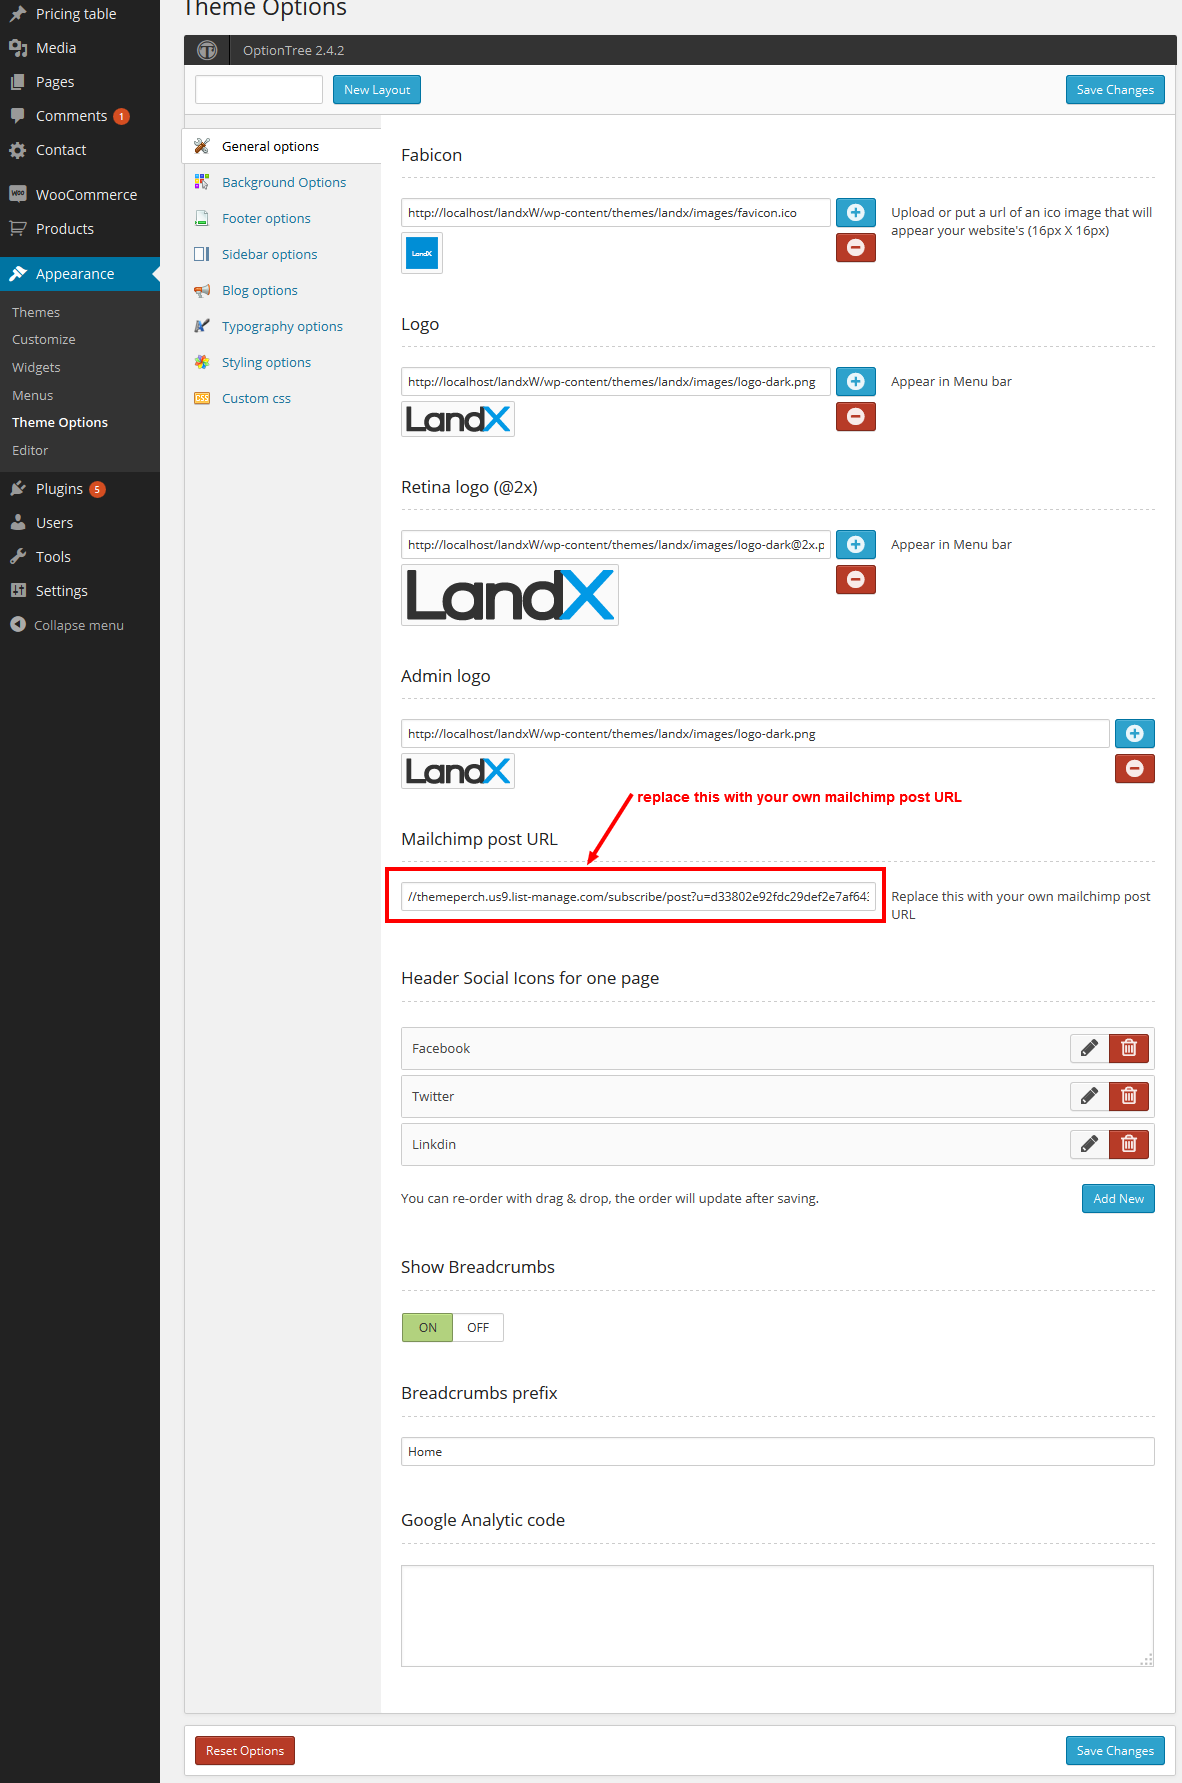 Pricing table
Media
Pages
Comments 1
Contact
WooCommerce
Products
Appearance
Themes
Customize
Widgets
Menus
Theme Options
Editor
Plugins 5
Users
Tools
Settings
Collapse menu
Theme Options
OptionTree 2.4.2
New Layout
Save Changes
General options
Background Options
Footer options
Sidebar options
Blog options
Typography options
Styling options
CSS Custom css
Fabicon
http://localhost/landxW/wp-content/themes/landx/images/favicon.ico
Upload or put a url of an ico image that will
appear your website's (16px X 16px)
LandX
Logo
http://localhost/landxW/wp-content/themes/landx/images/logo-dark.png
Appear in Menu bar
LandX
Retina logo (@2x)
http://localhost/landxW/wp-content/themes/landx/images/logo-dark@2x.p
Appear in Menu bar
LandX
Admin logo
http://localhost/landxW/wp-content/themes/landx/images/logo-dark.png
LandX
replace this with your own mailchimp post URL
Mailchimp post URL
//themeperch.us9.list-manage.com/subscribe/post?u=d33802e92fdc29def2e7af643
Replace this with your own mailchimp post
URL
Header Social Icons for one page
Facebook
Twitter
Linkdin
You can re-order with drag & drop, the order will update after saving.
Add New
Show Breadcrumbs
ON OFF
Breadcrumbs prefix
Home
Google Analytic code
Reset Options
Save Changes